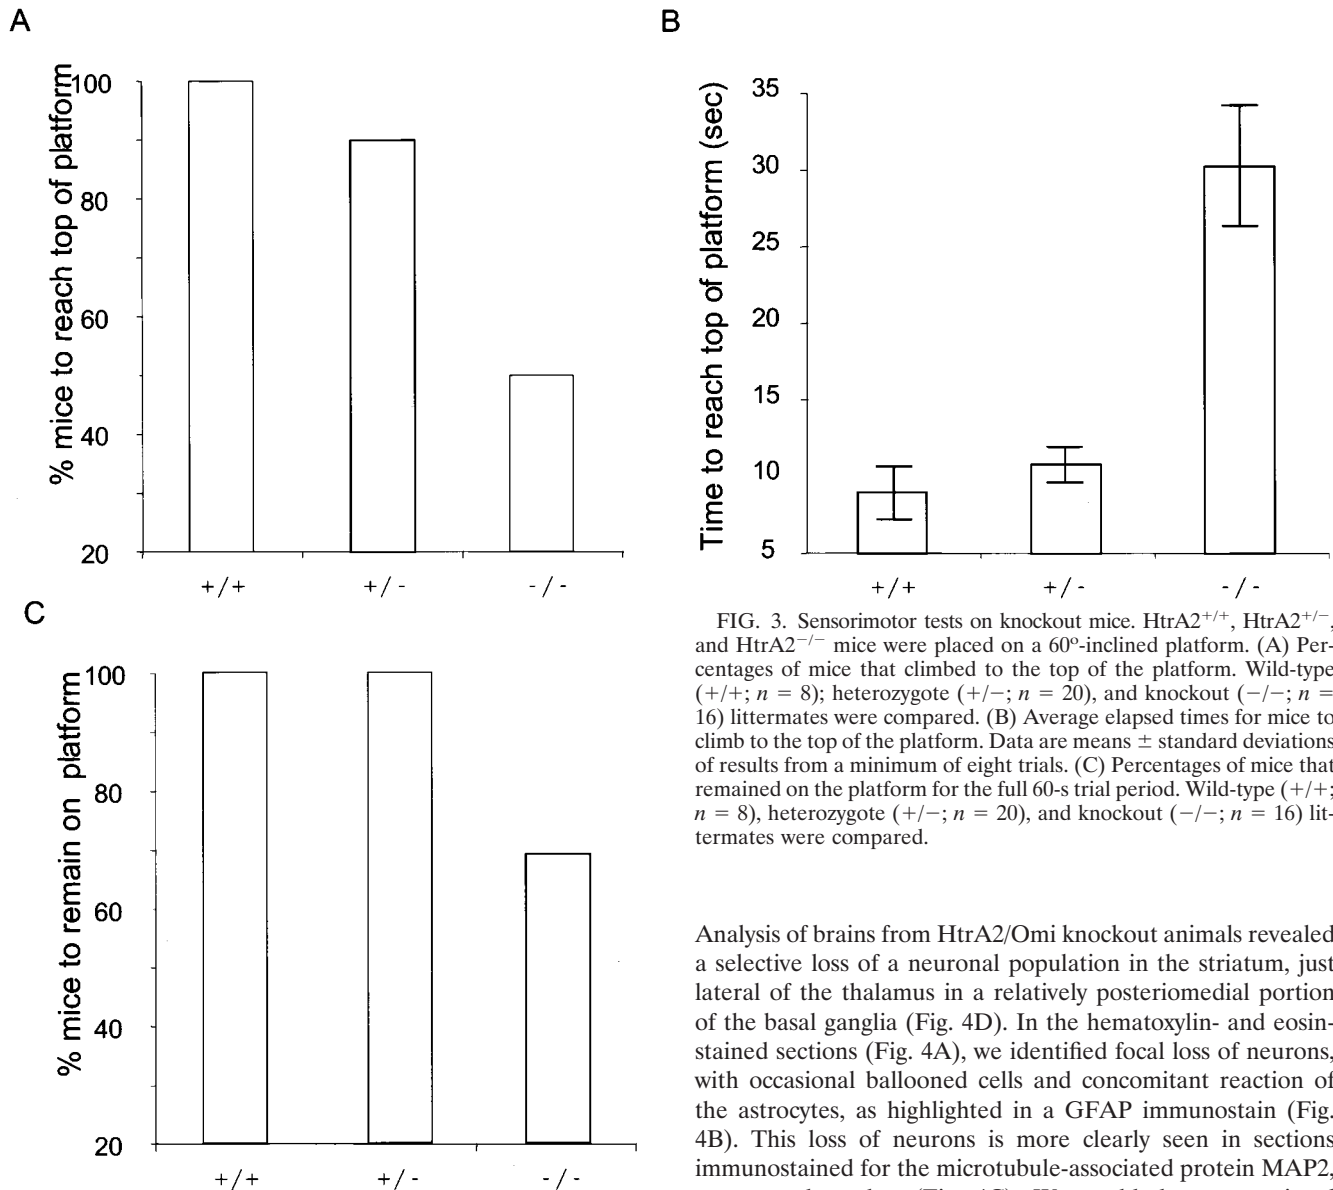 A
% mice to reach top of platform
100
80
60
40
20
+/+ +/- -/-
B
Time to reach top of platform (sec)
35
30
25
20
15
10
5
+/+ +/- -/-
C
% mice to remain on platform
100
80
60
40
20
+/+ +/- -/-
FIG. 3. Sensorimotor tests on knockout mice. HtrA2+/+, HtrA2+/−,
and HtrA2−/− mice were placed on a 60°-inclined platform. (A) Per-
centages of mice that climbed to the top of the platform. Wild-type
(+/+; n = 8); heterozygote (+/−; n = 20), and knockout (−/−; n =
16) littermates were compared. (B) Average elapsed times for mice to
climb to the top of the platform. Data are means ± standard deviations
of results from a minimum of eight trials. (C) Percentages of mice that
remained on the platform for the full 60-s trial period. Wild-type (+/+;
n = 8), heterozygote (+/−; n = 20), and knockout (−/−; n = 16) lit-
termates were compared.
Analysis of brains from HtrA2/Omi knockout animals revealed
a selective loss of a neuronal population in the striatum, just
lateral of the thalamus in a relatively posteriomedial portion
of the basal ganglia (Fig. 4D). In the hematoxylin- and eosin-
stained sections (Fig. 4A), we identified focal loss of neurons,
with occasional ballooned cells and concomitant reaction of
the astrocytes, as highlighted in a GFAP immunostain (Fig.
4B). This loss of neurons is more clearly seen in sections
immunostained for the microtubule-associated protein MAP2,